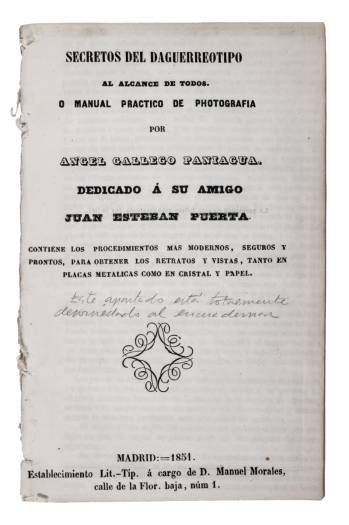 SECRETOS DEL DAGUERREOTIPO
AL ALCANCE DE TODOS.
O MANUAL PRACTICO DE PHOTOGRAFIA
POR
ANGEL GALLEGO PANIAGUA.
DEDICADO Á SU AMIGO
JUAN ESTEBAN PUERTA.
CONTIENE LOS PROCEDIMIENTOS MAS MODERNOS, SEGUROS Y
PRONTOS, PARA OBTENER LOS RETRATOS Y VISTAS, TANTO EN
PLACAS METALICAS COMO EN CRISTAL Y PAPEL.
Este apartado está totalmente
al encuadernar
MADRID:=1851.
Establecimiento Lit.-Tip. á cargo de D. Manuel Morales,
calle de la Flor. baja, núm 1.